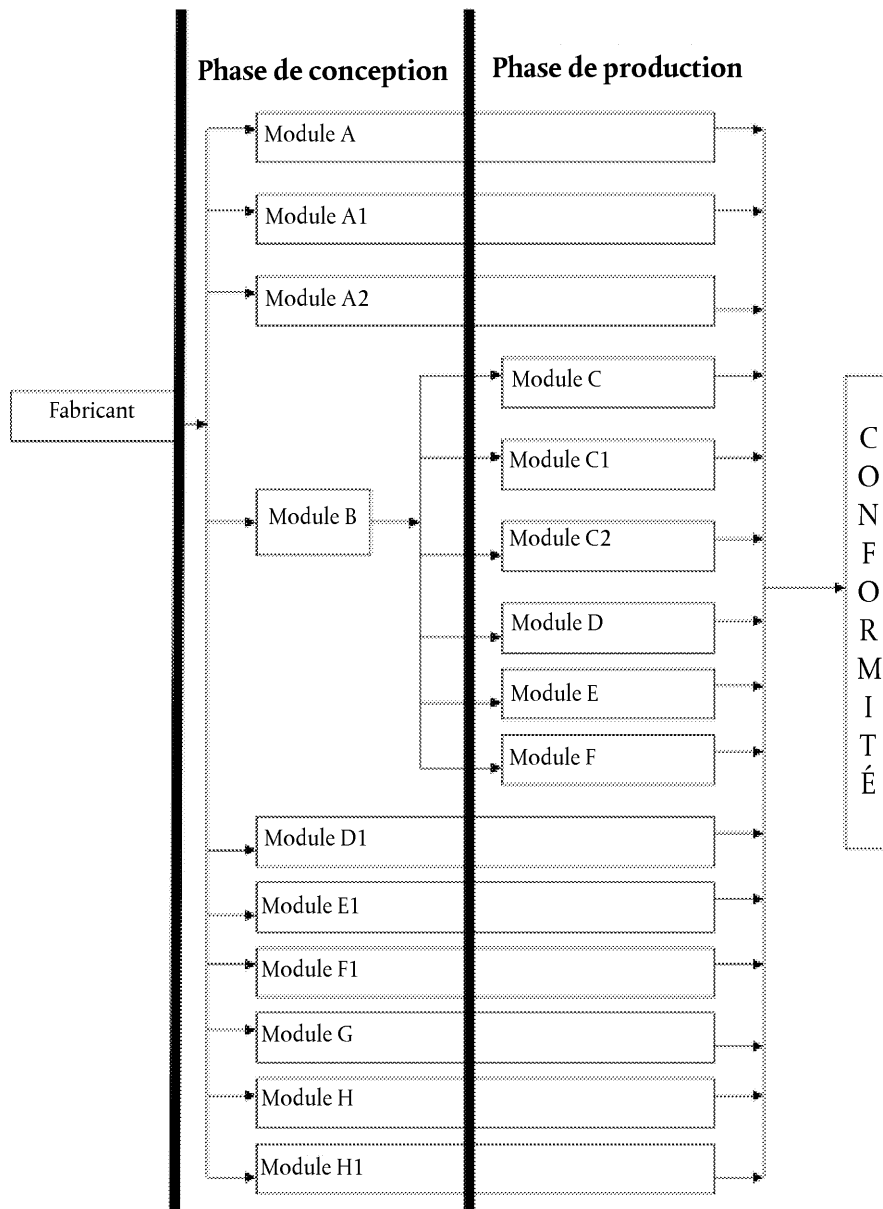 Phase de conception
Phase de production
Module A
Module A1
Module A2
Fabricant
Module B
Module C
Module C1
Module C2
Module D
Module E
Module F
CONFORMITÉ
Module D1
Module E1
Module F1
Module G
Module H
Module H1